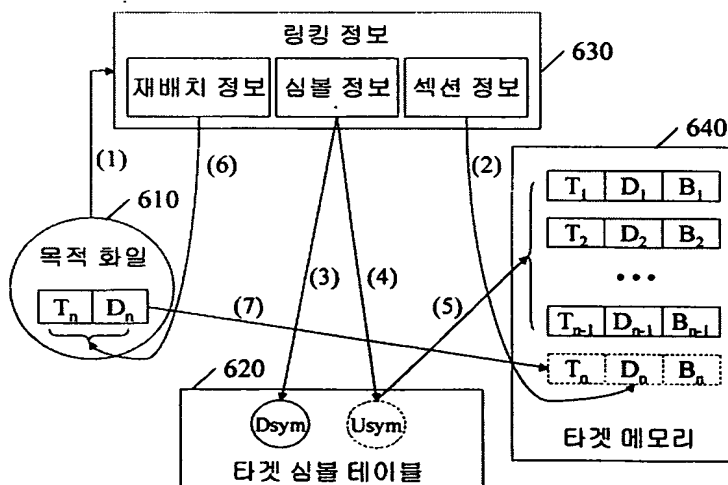 링킹 정보
630
재배치 정보 심볼 정보 섹션 정보
640
(1) (6) (2)
T1 D1 B1
610
T2 D2 B2
목적 화일
•••
(3) (4) (5)
Tn Dn
(7)
Tn-1 Dn-1 Bn-1
Tn Dn Bn
620
Dsym Usym
타겟 메모리
타겟 심볼 테이블